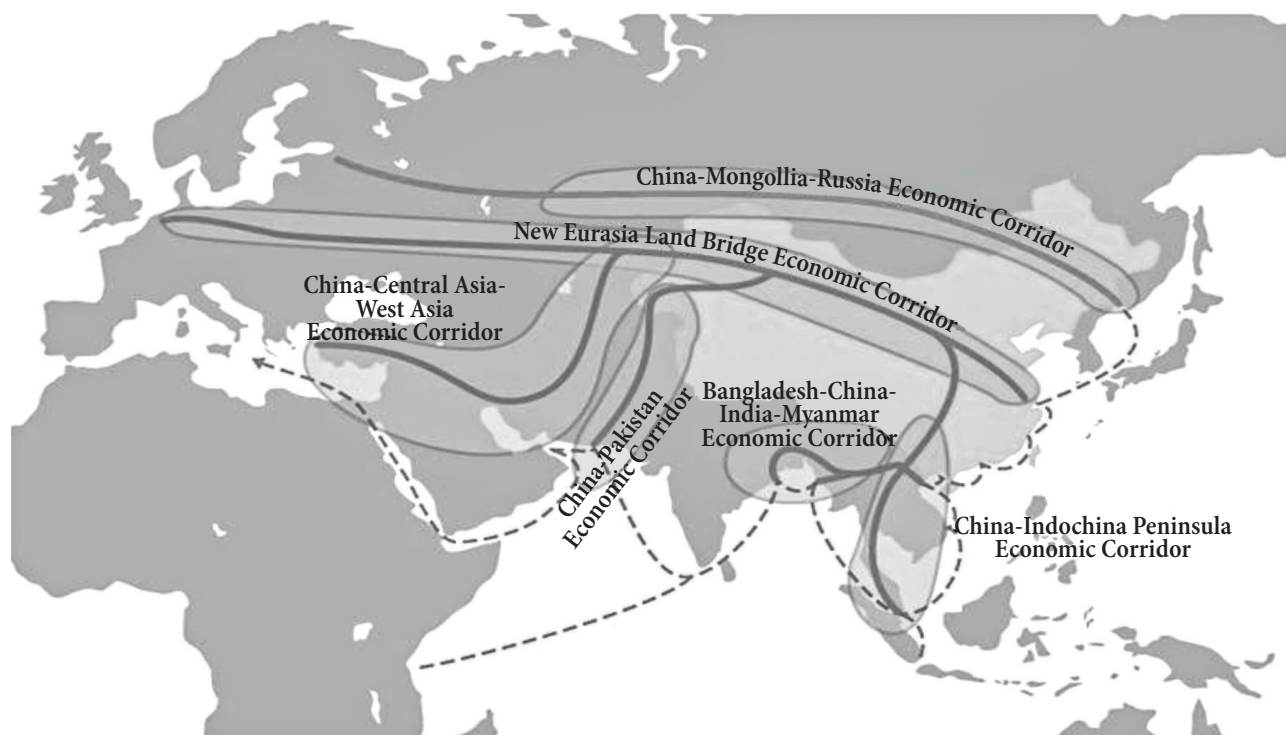 China-Mongollia-Russia Economic Corridor
New Eurasia Land Bridge Economic Corridor
China-Central Asia-
West Asia
Economic Corridor
China-Pakistan
Economic Corridor
Bangladesh-China-
India-Myanmar
Economic Corridor
China-Indochina Peninsula
Economic Corridor